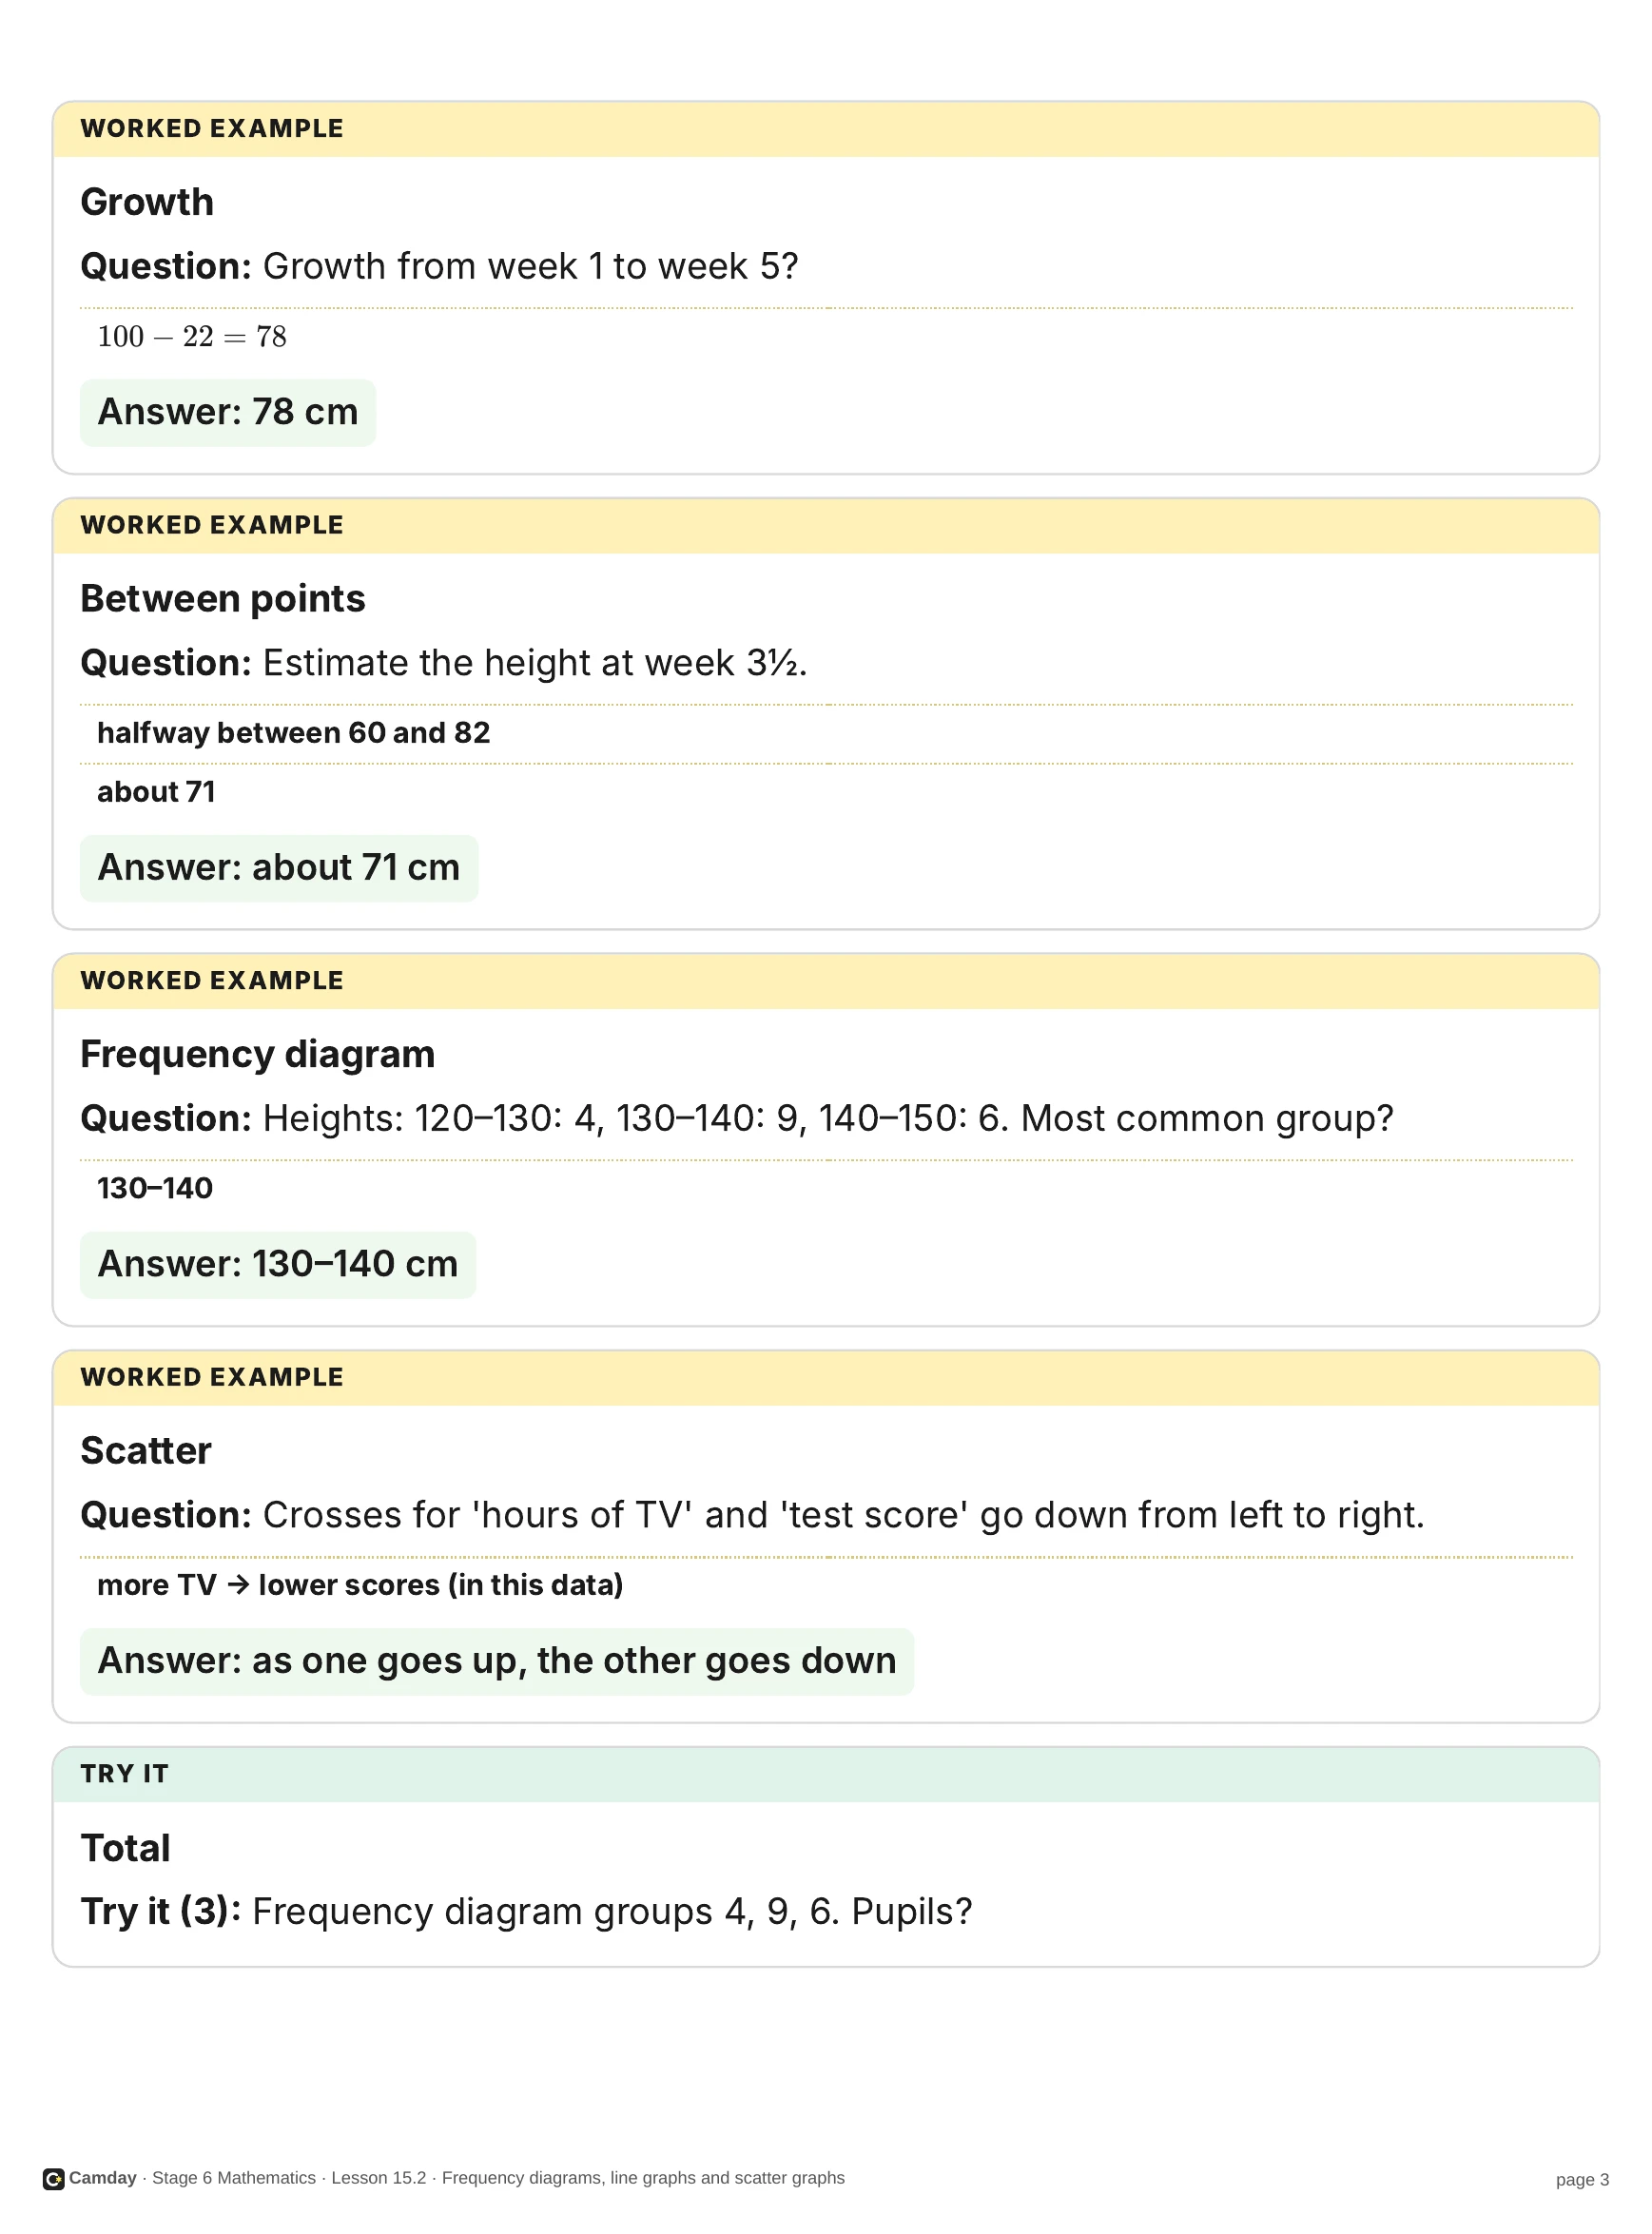 WORKED EXAMPLE
Growth
Question: Growth from week 1 to week 5?
100 − 22 = 78
Answer: 78 cm
WORKED EXAMPLE
Between points
Question: Estimate the height at week 3½.
halfway between 60 and 82
about 71
Answer: about 71 cm
WORKED EXAMPLE
Frequency diagram
Question: Heights: 120–130: 4, 130–140: 9, 140–150: 6. Most common group?
130–140
Answer: 130–140 cm
WORKED EXAMPLE
Scatter
Question: Crosses for 'hours of TV' and 'test score' go down from left to right.
more TV → lower scores (in this data)
Answer: as one goes up, the other goes down
TRY IT
Total
Try it (3): Frequency diagram groups 4, 9, 6. Pupils?
Camday · Stage 6 Mathematics · Lesson 15.2 · Frequency diagrams, line graphs and scatter graphs
page 3